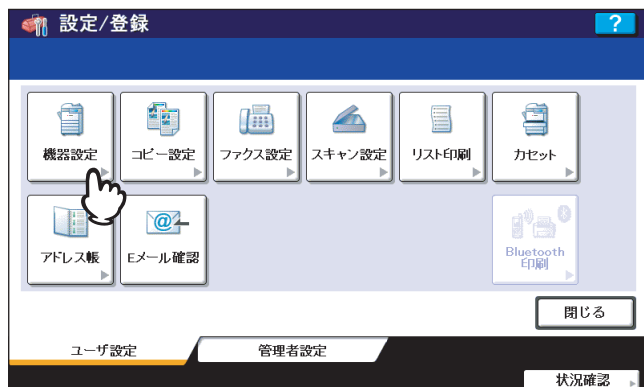 設定/登録
?
機器設定
コピー設定
ファクス設定
スキャン設定
リスト印刷
カセット
アドレス帳
@
Eメール確認
Bluetooth
印刷
閉じる
ユーザ設定
管理者設定
状況確認